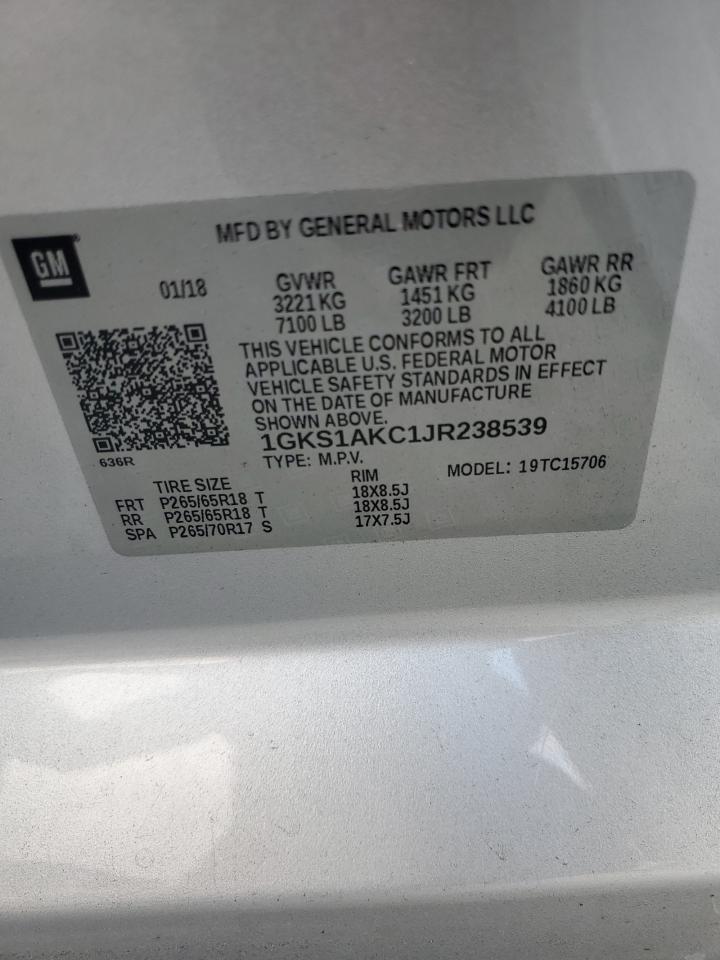 GM
MFD BY GENERAL MOTORS LLC
01/18
GVWR
3221 KG
7100 LB
GAWR FRT
1451 KG
3200 LB
GAWR RR
1860 KG
4100 LB
THIS VEHICLE CONFORMS TO ALL
APPLICABLE U.S. FEDERAL MOTOR
VEHICLE SAFETY STANDARDS IN EFFECT
ON THE DATE OF MANUFACTURE
SHOWN ABOVE.
1GKS1AKC1JR238539
636R
TYPE: M.P.V.
MODEL: 19TC15706
TIRE SIZE RIM
FRT P265/65R18 T 18X8.5J
RR P265/65R18 T 18X8.5J
SPA P265/70R17 S 17X7.5J